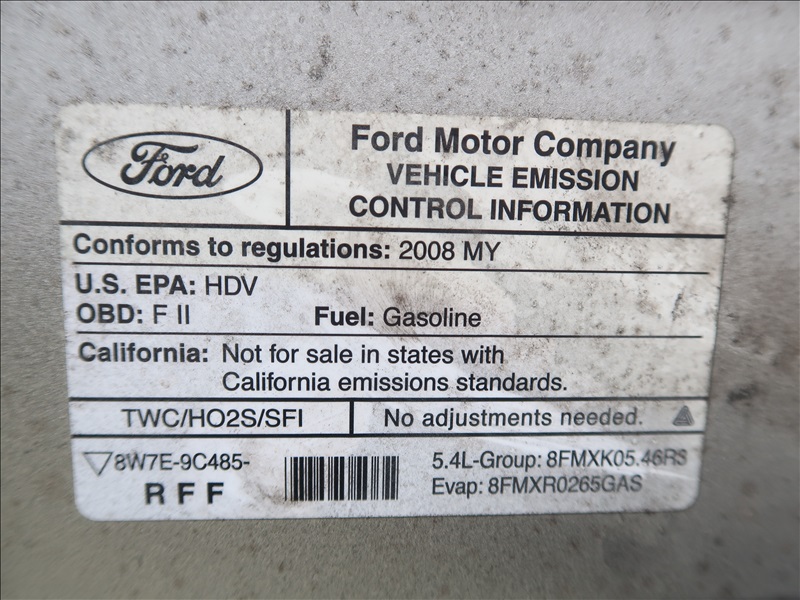 Ford
Ford Motor Company
VEHICLE EMISSION
CONTROL INFORMATION
Conforms to regulations: 2008 MY
U.S. EPA: HDV
OBD: F II Fuel: Gasoline
California: Not for sale in states with
California emissions standards.
TWC/HO2S/SFI No adjustments needed.
8W7E-9C485-
R F F
5.4L-Group: 8FMXK05.46RS
Evap: 8FMXR0265GAS